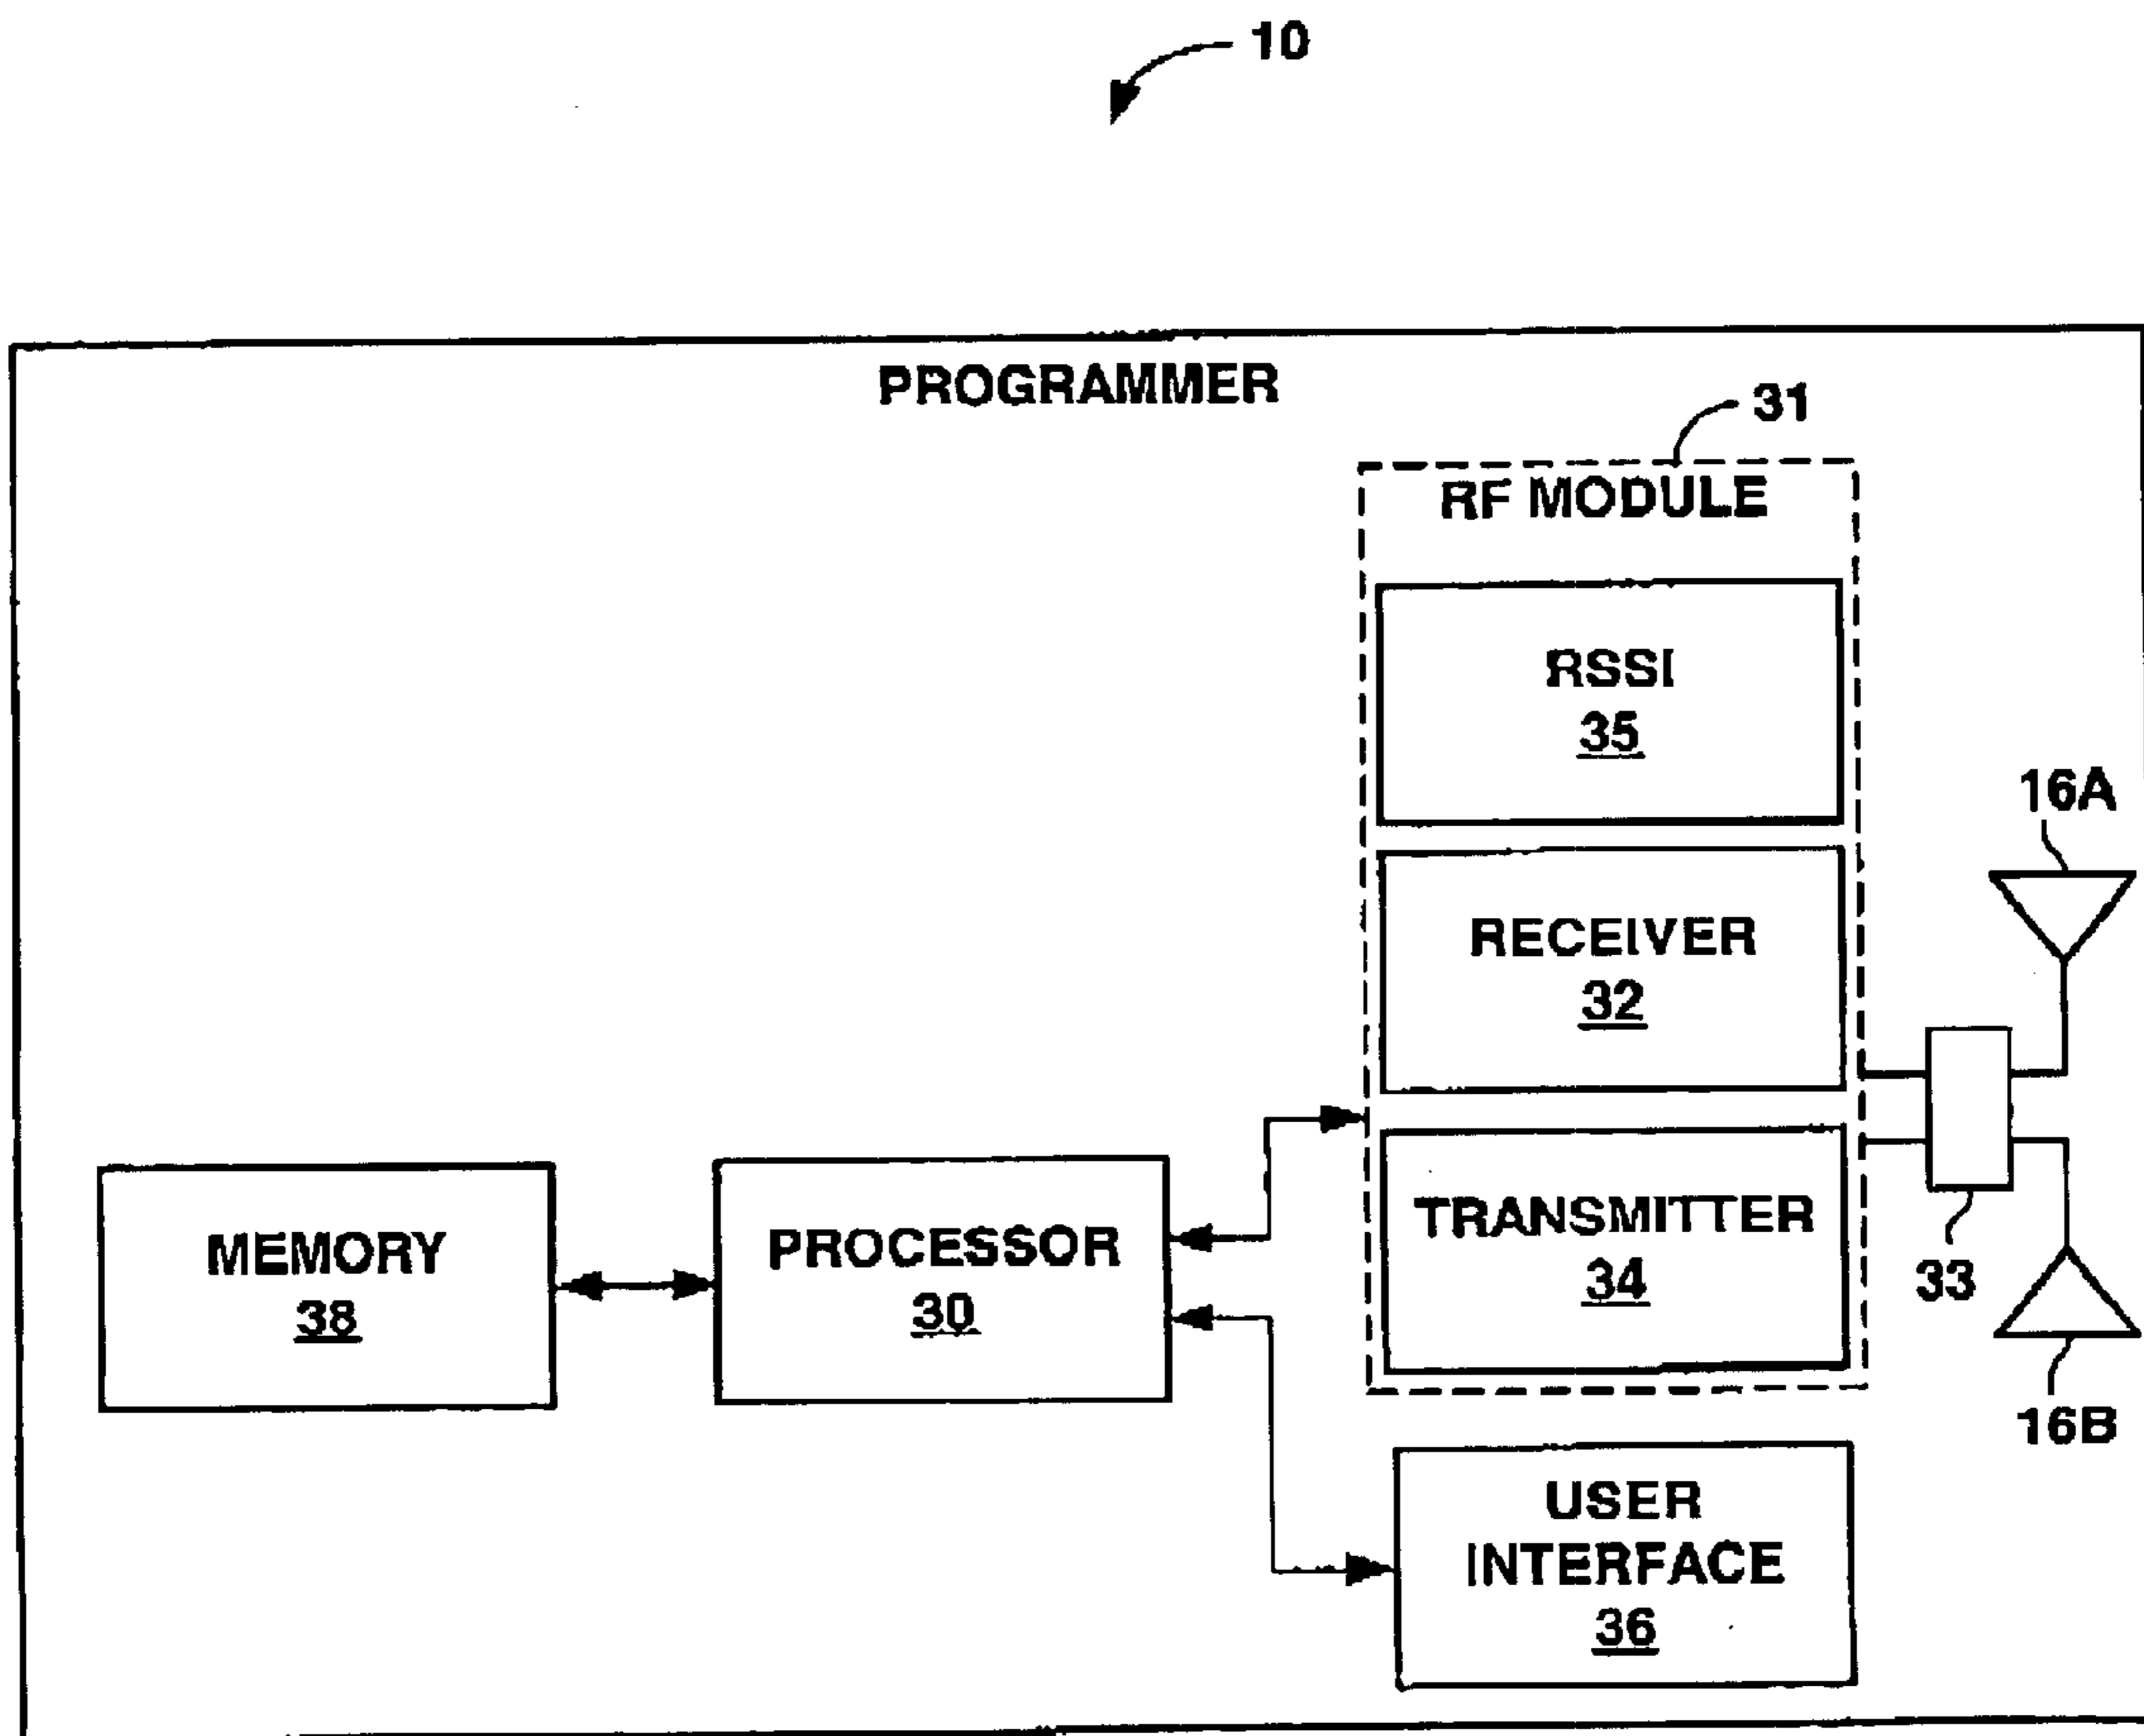 10
PROGRAMMER
31
RF MODULE
RSSI
35
16A
RECEIVER
32
TRANSMITTER
34
33
MEMORY
38
PROCESSOR
30
16B
USER
INTERFACE
36